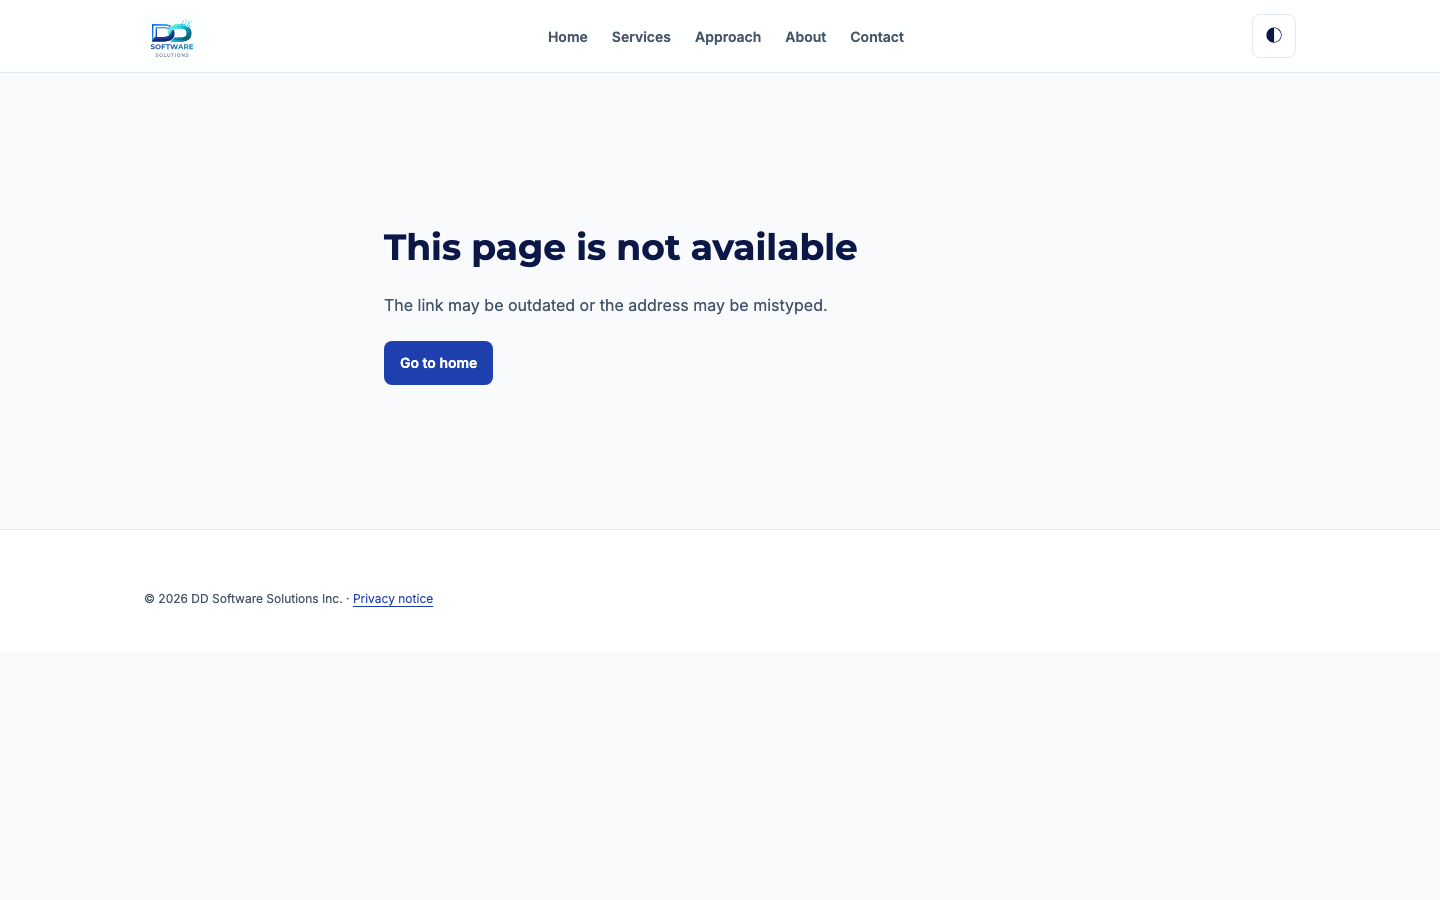 DD
SOFTWARE
SOLUTIONS
Home
Services
Approach
About
Contact
This page is not available
The link may be outdated or the address may be mistyped.
Go to home
© 2026 DD Software Solutions Inc. · Privacy notice